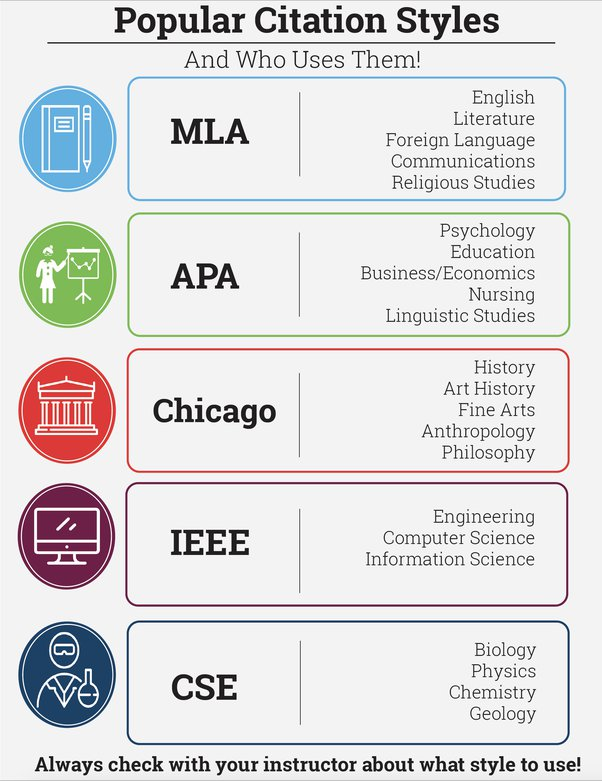 Popular Citation Styles
And Who Uses Them!
MLA
English
Literature
Foreign Language
Communications
Religious Studies
APA
Psychology
Education
Business/Economics
Nursing
Linguistic Studies
Chicago
History
Art History
Fine Arts
Anthropology
Philosophy
IEEE
Engineering
Computer Science
Information Science
CSE
Biology
Physics
Chemistry
Geology
Always check with your instructor about what style to use!